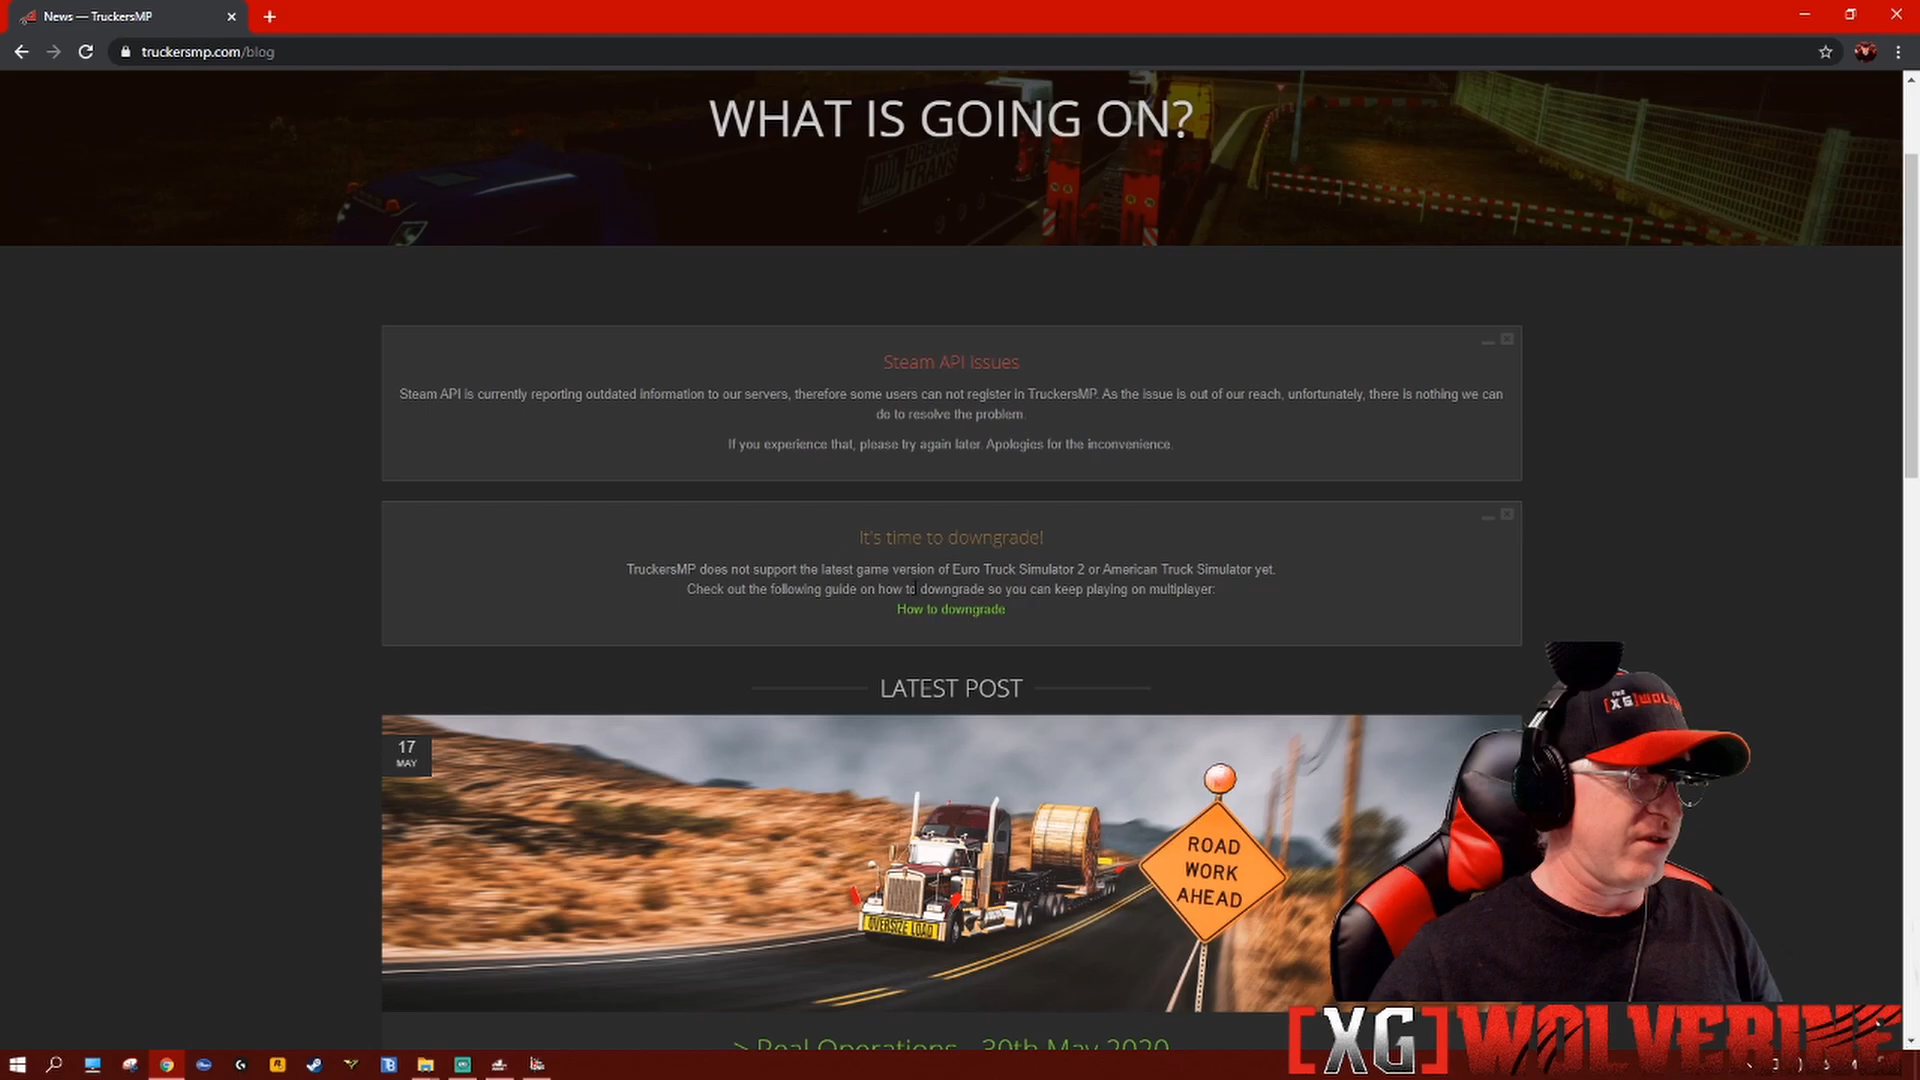 News — TruckersMP
truckersmp.com/blog
WHAT IS GOING ON?
Steam API Issues
Steam API is currently reporting outdated information to our servers, therefore some users can not register in TruckersMP. As the issue is out of our reach, unfortunately, there is nothing we can
do to resolve the problem.
If you experience that, please try again later. Apologies for the inconvenience.
It's time to downgrade!
TruckersMP does not support the latest game version of Euro Truck Simulator 2 or American Truck Simulator yet.
Check out the following guide on how to downgrade so you can keep playing on multiplayer:
How to downgrade
LATEST POST
17
MAY
ROAD
WORK
AHEAD
OVERSIZE LOAD
> Real Operations - 30th May 2020
[XG]WOLVERINE